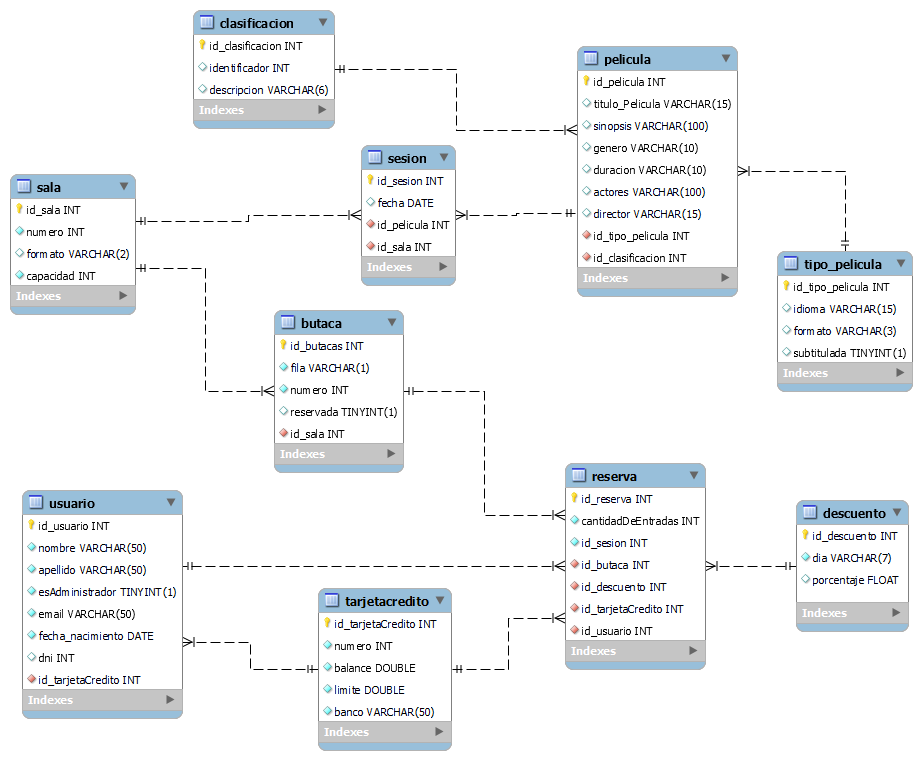 clasificacion
id_clasificacion INT
identificador INT
descripcion VARCHAR(6)
Indexes
pelicula
id_pelicula INT
titulo_Pelicula VARCHAR(15)
sinopsis VARCHAR(100)
genero VARCHAR(10)
duracion VARCHAR(10)
actores VARCHAR(100)
director VARCHAR(15)
id_tipo_pelicula INT
id_clasificacion INT
Indexes
sesion
id_sesion INT
fecha DATE
id_pelicula INT
id_sala INT
Indexes
sala
id_sala INT
numero INT
formato VARCHAR(2)
capacidad INT
Indexes
tipo_pelicula
id_tipo_pelicula INT
idioma VARCHAR(15)
formato VARCHAR(3)
subtitulada TINYINT(1)
Indexes
butaca
id_butacas INT
fila VARCHAR(1)
numero INT
reservada TINYINT(1)
id_sala INT
Indexes
reserva
id_reserva INT
cantidadDeEntradas INT
id_sesion INT
id_butaca INT
id_descuento INT
id_tarjetaCredito INT
id_usuario INT
Indexes
usuario
id_usuario INT
nombre VARCHAR(50)
apellido VARCHAR(50)
esAdministrador TINYINT(1)
email VARCHAR(50)
fecha_nacimiento DATE
dni INT
id_tarjetaCredito INT
Indexes
descuento
id_descuento INT
dia VARCHAR(7)
porcentaje FLOAT
Indexes
tarjetacredito
id_tarjetaCredito INT
numero INT
balance DOUBLE
limite DOUBLE
banco VARCHAR(50)
Indexes